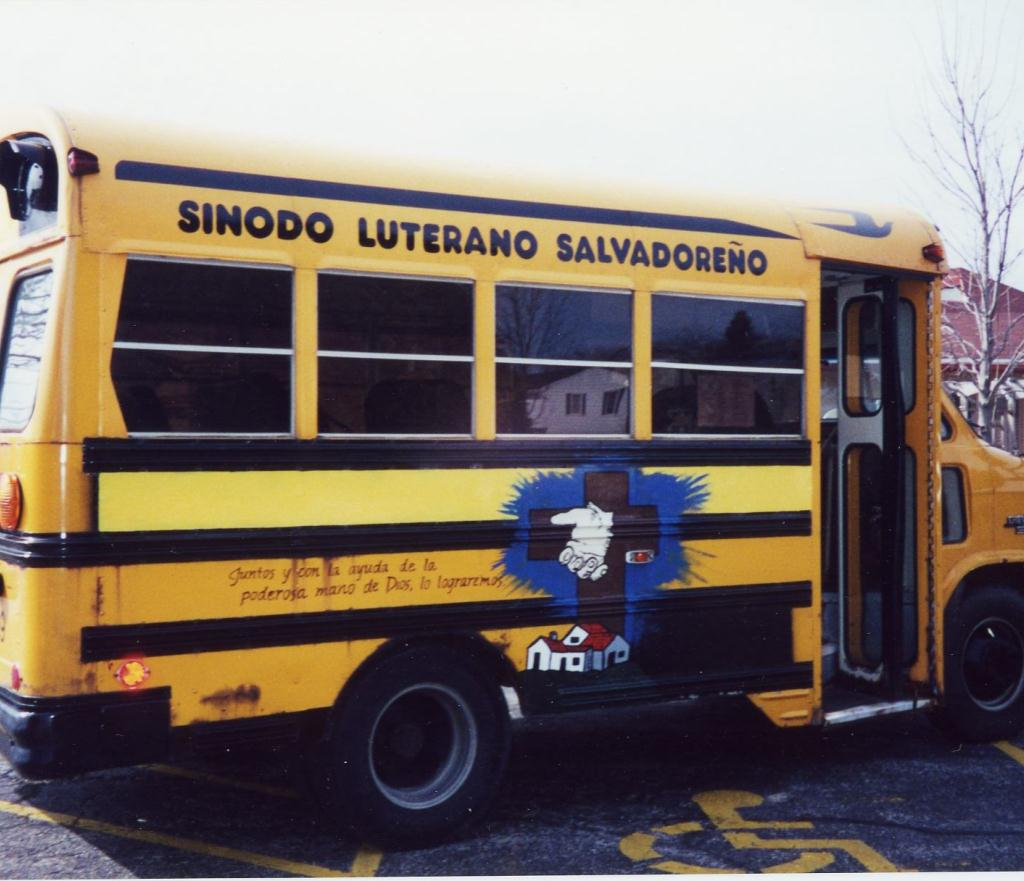 SINODO LUTERANO SALVADOREÑO
Juntos y con la ayuda de la
poderosa mano de Dios, lo lograremos